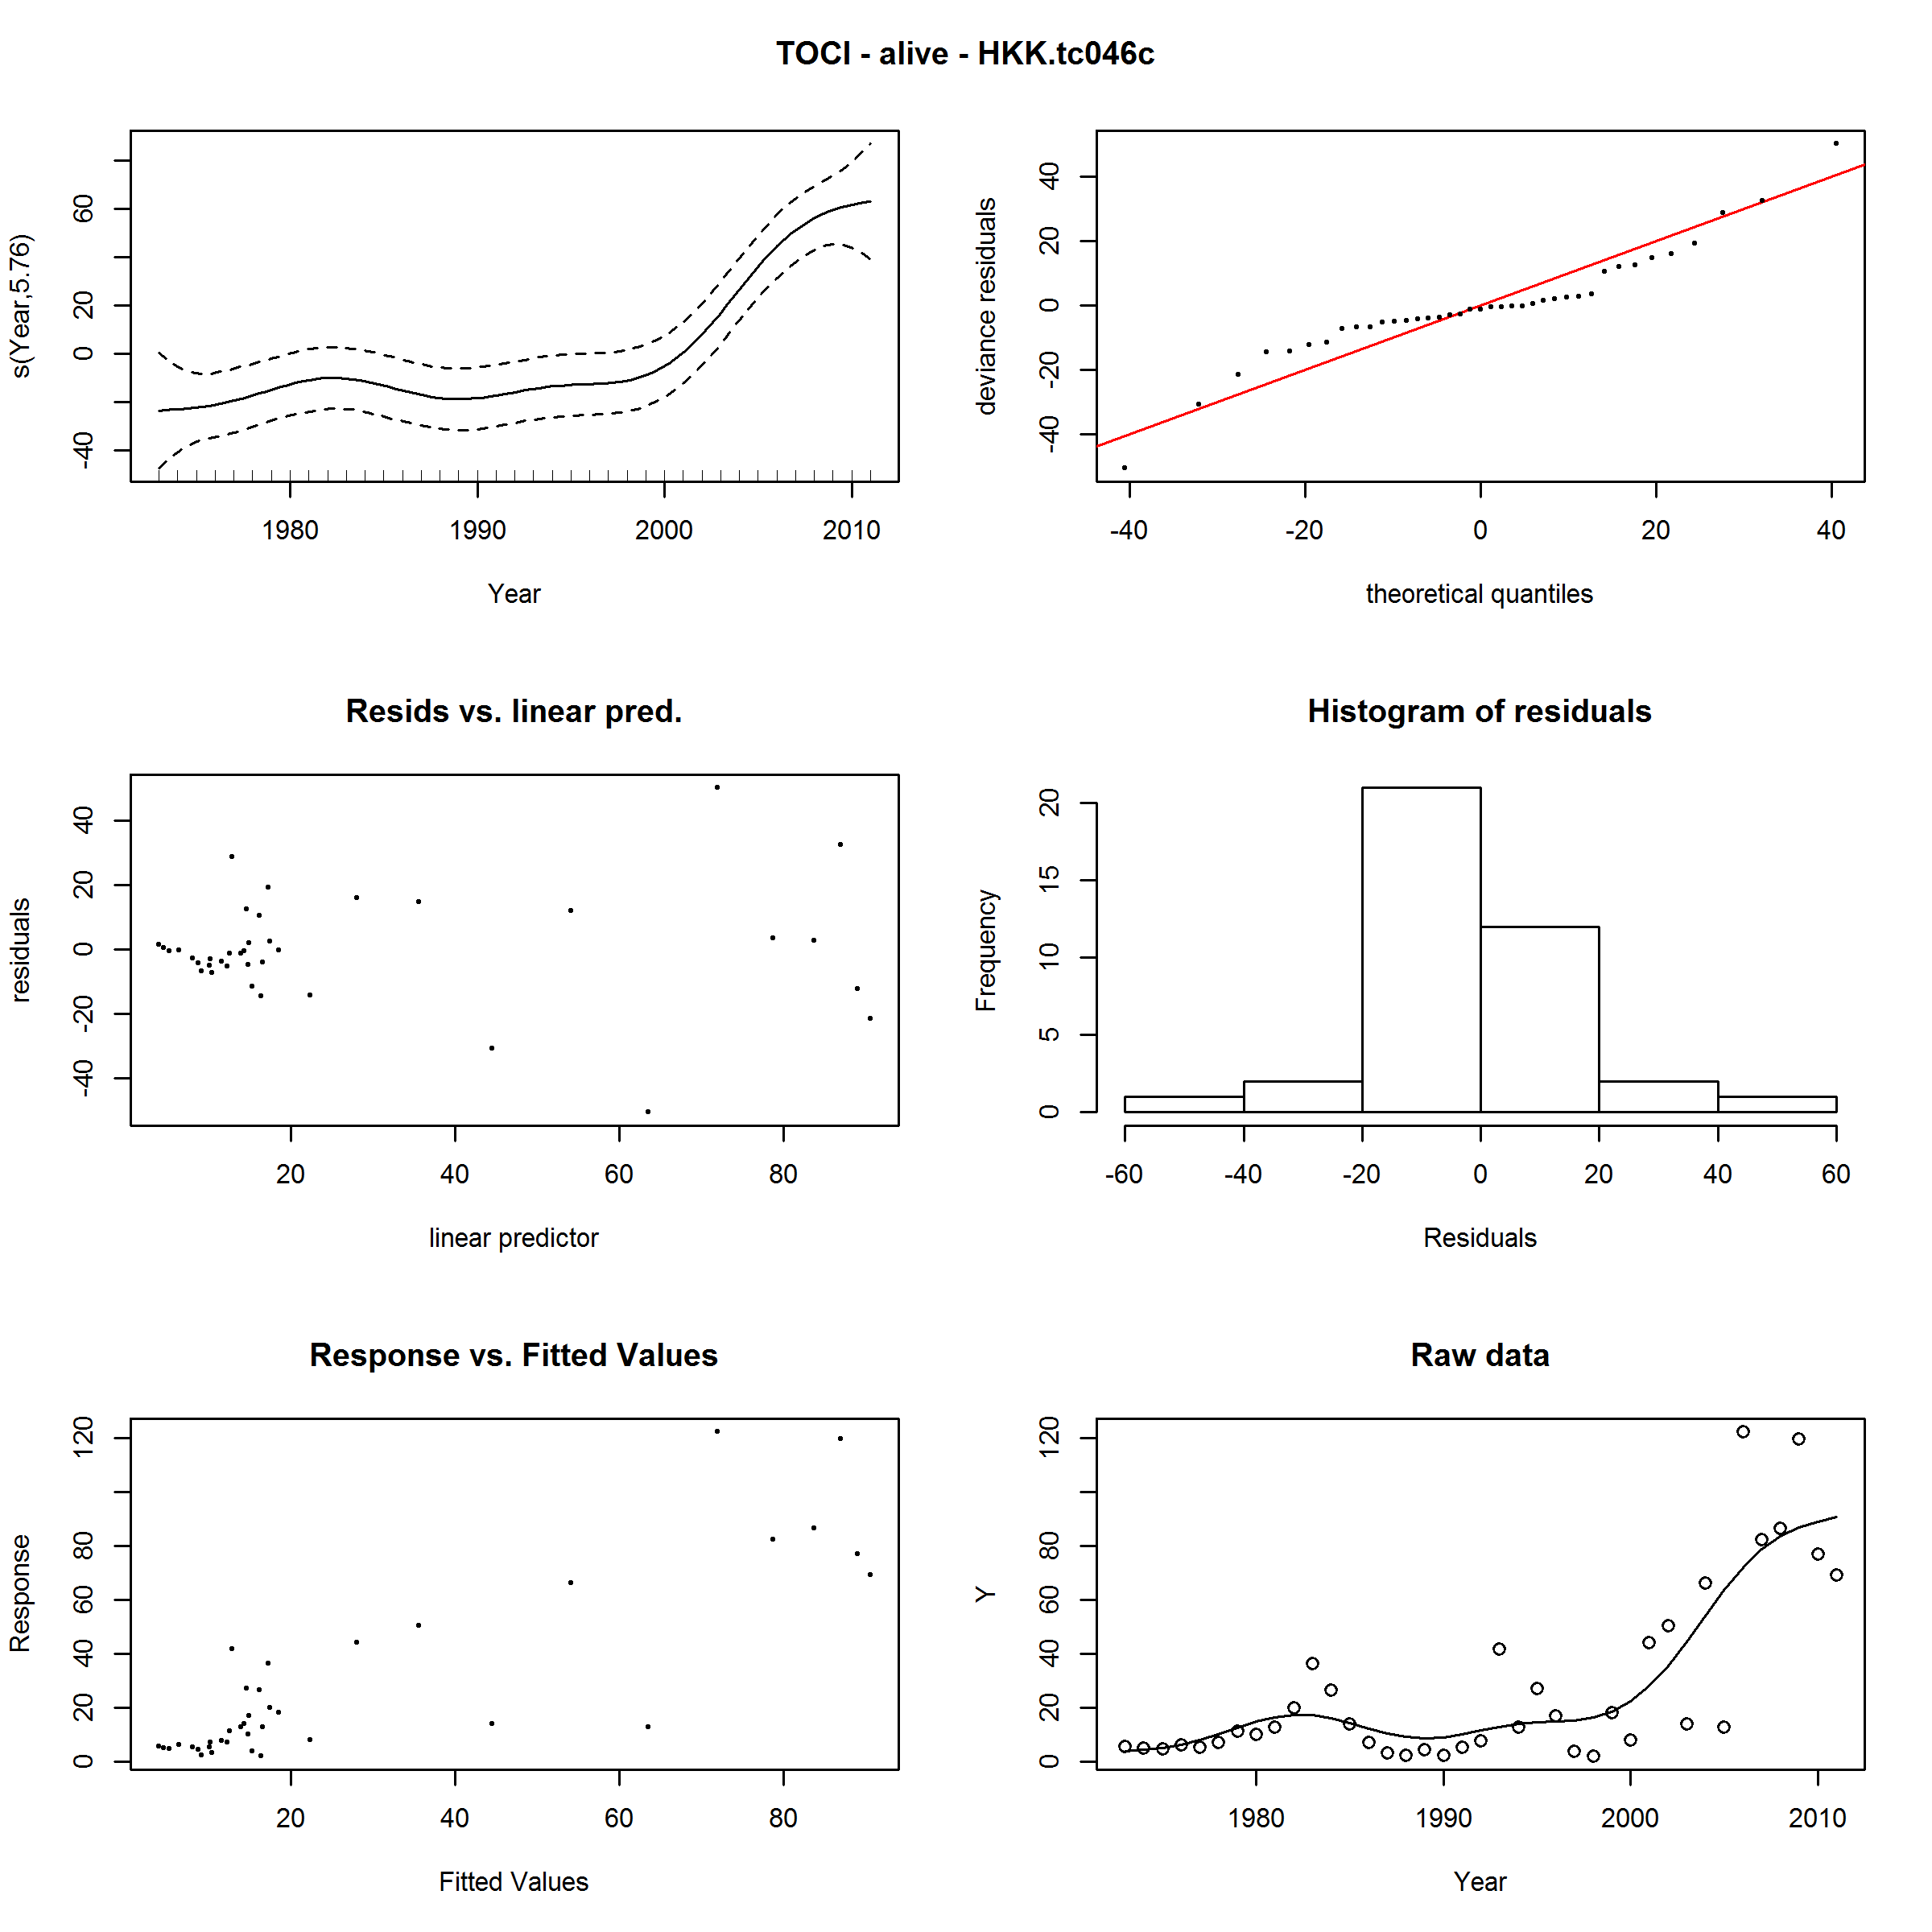 TOCI - alive - HKK.tc046c
s(Year,5.76)
-40 0 20 60
1980 1990 2000 2010
Year
deviance residuals
-40 -20 0 20 40
-40 -20 0 20 40
theoretical quantiles
Resids vs. linear pred.
residuals
-40 -20 0 20 40
20 40 60 80
linear predictor
Histogram of residuals
Frequency
0 5 10 15 20
-60 -40 -20 0 20 40 60
Residuals
Response vs. Fitted Values
Response
0 20 40 60 80 120
20 40 60 80
Fitted Values
Raw data
Y
0 20 40 60 80 120
1980 1990 2000 2010
Year